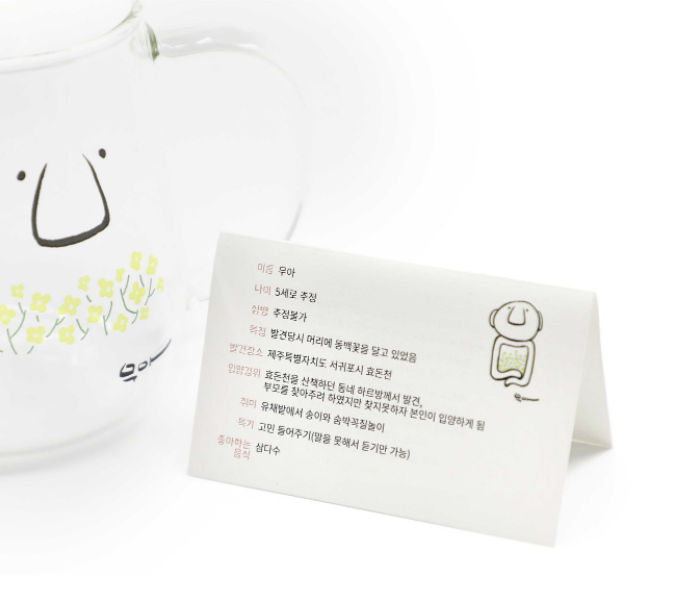 이름 무아
나이 5세로 추정
성별 추정불가
특징 발견당시 머리에 동백꽃을 달고 있었음
발견장소 제주특별자치도 서귀포시 효돈천
입양경위 효돈천을 산책하던 동네 하르방께서 발견,
부모를 찾아주려 하였지만 찾지못하자 본인이 입양하게 됨
취미 유채밭에서 송이와 숨박꼭질놀이
특기 고민 들어주기(말을 못해서 듣기만 가능)
좋아하는
음식 삼다수